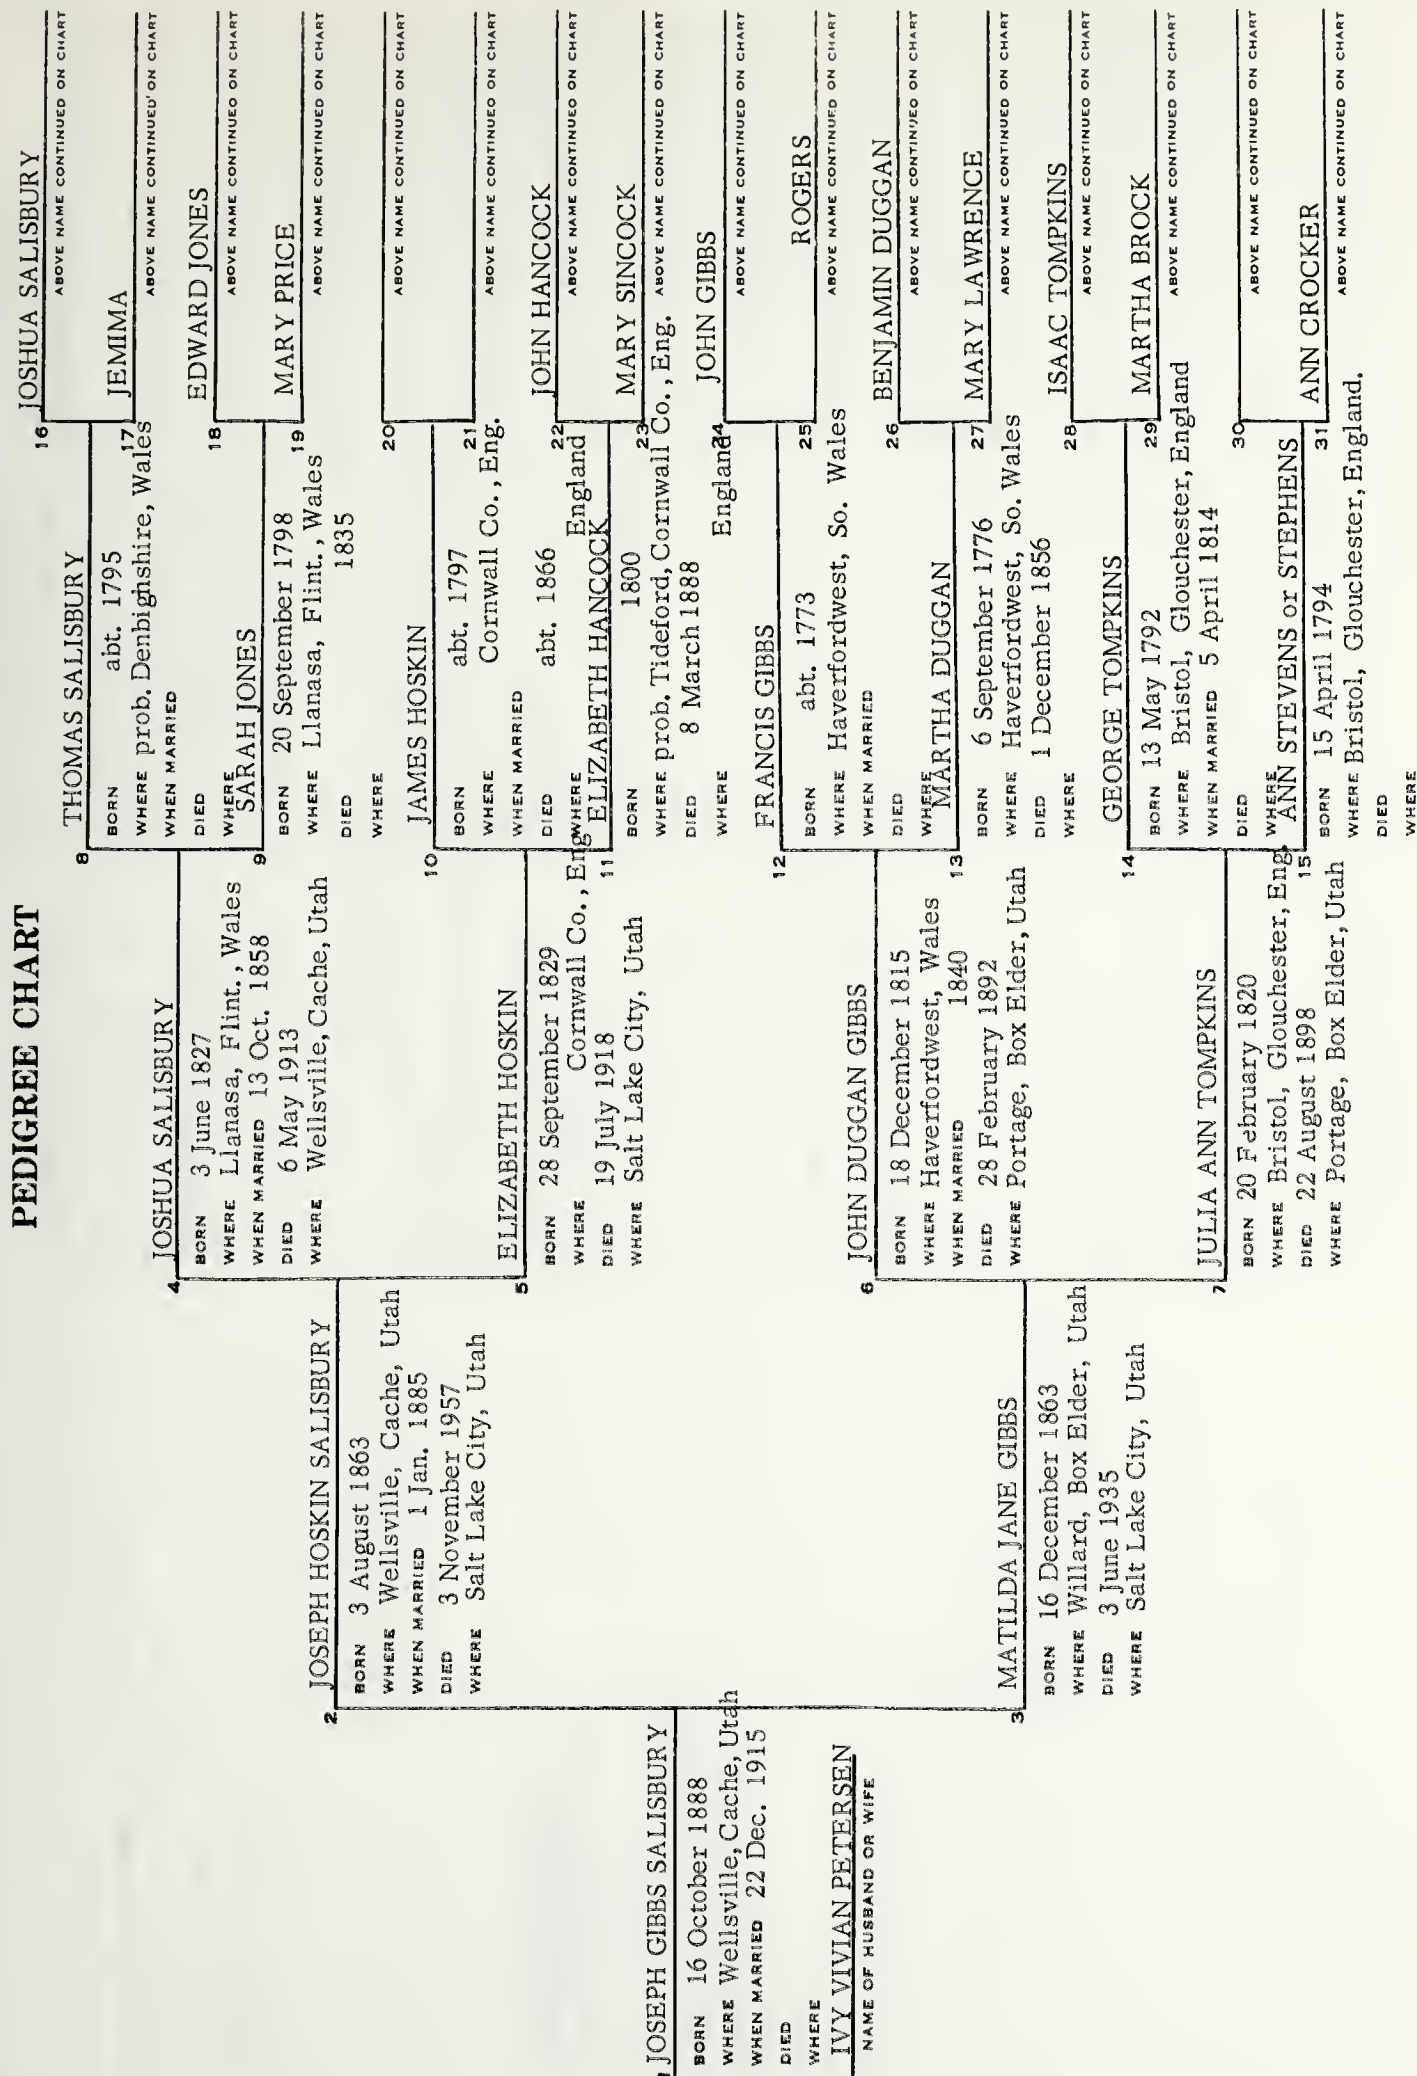 PEDIGREE CHART
JOSEPH GIBBS SALISBURY
BORN 16 October 1888
WHERE Wellsville, Cache, Utah
WHEN MARRIED 22 Dec. 1915
DIED
WHERE
IVY VIVIAN PETERSEN
NAME OF HUSBAND OR WIFE
2
JOSEPH HOSKIN SALISBURY
BORN 3 August 1863
WHERE Wellsville, Cache, Utah
WHEN MARRIED 1 Jan. 1885
DIED 3 November 1957
WHERE Salt Lake City, Utah
3
MATILDA JANE GIBBS
BORN 16 December 1863
WHERE Willard, Box Elder, Utah
DIED 3 June 1935
WHERE Salt Lake City, Utah
4
JOSHUA SALISBURY
BORN 3 June 1827
WHERE Llanasa, Flint., Wales
WHEN MARRIED 13 Oct. 1858
DIED 6 May 1913
WHERE Wellsville, Cache, Utah
5
ELIZABETH HOSKIN
BORN 28 September 1829
WHERE Cornwall Co., Eng
DIED 19 July 1918
WHERE Salt Lake City, Utah
6
JOHN DUGGAN GIBBS
BORN 18 December 1815
WHERE Haverfordwest, Wales
WHEN MARRIED 1840
DIED 28 February 1892
WHERE Portage, Box Elder, Utah
7
JULIA ANN TOMPKINS
BORN 20 February 1820
WHERE Bristol, Glouchester, Eng.
DIED 22 August 1898
WHERE Portage, Box Elder, Utah
8
THOMAS SALISBURY
BORN abt. 1795
WHERE prob. Denbighshire, Wales
WHEN MARRIED
DIED
WHERE
9
SARAH JONES
BORN 20 September 1798
WHERE Llanasa, Flint., Wales
DIED 1835
WHERE
10
JAMES HOSKIN
BORN abt. 1797
WHERE Cornwall Co., Eng.
WHEN MARRIED
DIED abt. 1866
WHERE England
11
ELIZABETH HANCOCK
BORN 1800
WHERE prob. Tideford, Cornwall Co., Eng.
DIED 8 March 1888
WHERE England
12
FRANCIS GIBBS
BORN abt. 1773
WHERE Haverfordwest, So. Wales
WHEN MARRIED
DIED
WHERE
13
MARTHA DUGGAN
BORN 6 September 1776
WHERE Haverfordwest, So. Wales
DIED 1 December 1856
WHERE
14
GEORGE TOMPKINS
BORN 13 May 1792
WHERE Bristol, Glouchester, England
WHEN MARRIED 5 April 1814
DIED
WHERE
15
ANN STEVENS or STEPHENS
BORN 15 April 1794
WHERE Bristol, Glouchester, England.
DIED
WHERE
16 JOSHUA SALISBURY
ABOVE NAME CONTINUED ON CHART
17 JEMIMA
ABOVE NAME CONTINUED ON CHART
18 EDWARD JONES
ABOVE NAME CONTINUED ON CHART
19 MARY PRICE
ABOVE NAME CONTINUED ON CHART
20
ABOVE NAME CONTINUED ON CHART
21
ABOVE NAME CONTINUED ON CHART
22 JOHN HANCOCK
ABOVE NAME CONTINUED ON CHART
23 MARY SINCOCK
ABOVE NAME CONTINUED ON CHART
24 JOHN GIBBS
ABOVE NAME CONTINUED ON CHART
25 ROGERS
ABOVE NAME CONTINUED ON CHART
26 BENJAMIN DUGGAN
ABOVE NAME CONTINUED ON CHART
27 MARY LAWRENCE
ABOVE NAME CONTINUED ON CHART
28 ISAAC TOMPKINS
ABOVE NAME CONTINUED ON CHART
29 MARTHA BROCK
ABOVE NAME CONTINUED ON CHART
30
ABOVE NAME CONTINUED ON CHART
31 ANN CROCKER
ABOVE NAME CONTINUED ON CHART